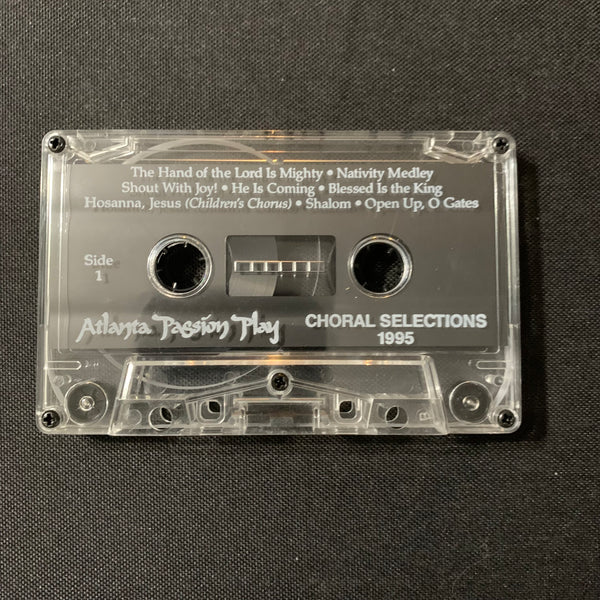 The Hand of the Lord Is Mighty • Nativity Medley
Shout With Joy! • He Is Coming • Blessed Is the King
Hosanna, Jesus (Children's Chorus) • Shalom • Open Up, O Gates
Side
1
Atlanta Passion Play
CHORAL SELECTIONS
1995
R